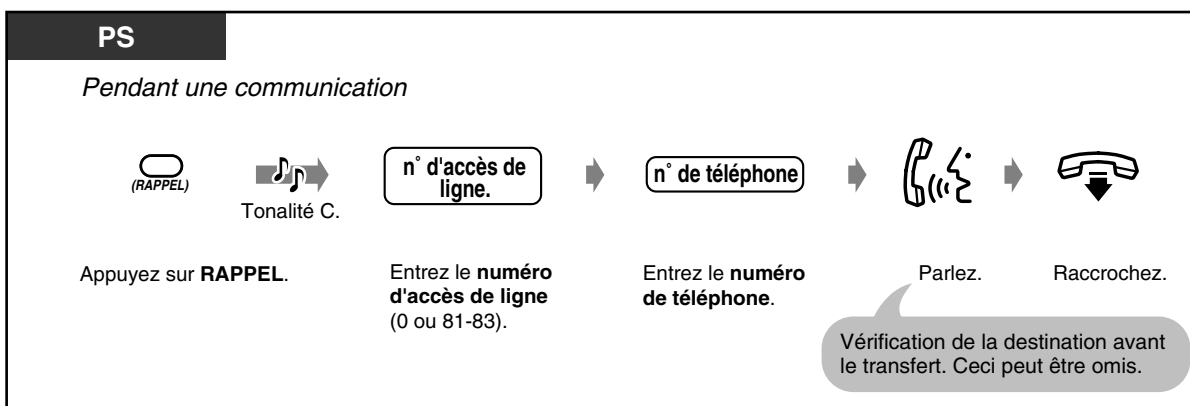 PS
Pendant une communication
(RAPPEL)
Tonalité C.
n° d'accès de
ligne.
n° de téléphone
Appuyez sur RAPPEL.
Entrez le numéro
d'accès de ligne
(0 ou 81-83).
Entrez le numéro
de téléphone.
Parlez.
Raccrochez.
Vérification de la destination avant
le transfert. Ceci peut être omis.